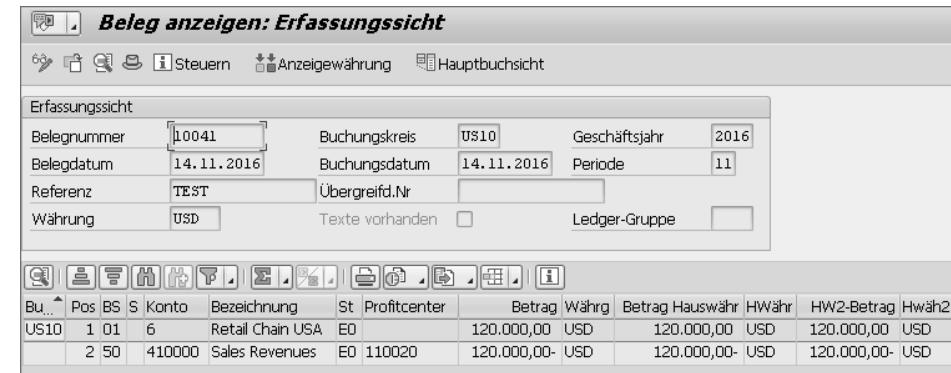 Beleg anzeigen: Erfassungssicht
Steuern Anzeigewährung Hauptbuchsicht
Erfassungssicht
Belegnummer 10041 Buchungskreis US10 Geschäftsjahr 2016
Belegdatum 14.11.2016 Buchungsdatum 14.11.2016 Periode 11
Referenz TEST Übergreifd.Nr
Währung USD Texte vorhanden Ledger-Gruppe
Bu... Pos BS S Konto Bezeichnung St Profitcenter Betrag Währg Betrag Hauswähr HWähr HW2-Betrag Hwäh2
US10 1 01 6 Retail Chain USA E0 120.000,00 USD 120.000,00 USD 120.000,00 USD
2 50 410000 Sales Revenues E0 110020 120.000,00- USD 120.000,00- USD 120.000,00- USD